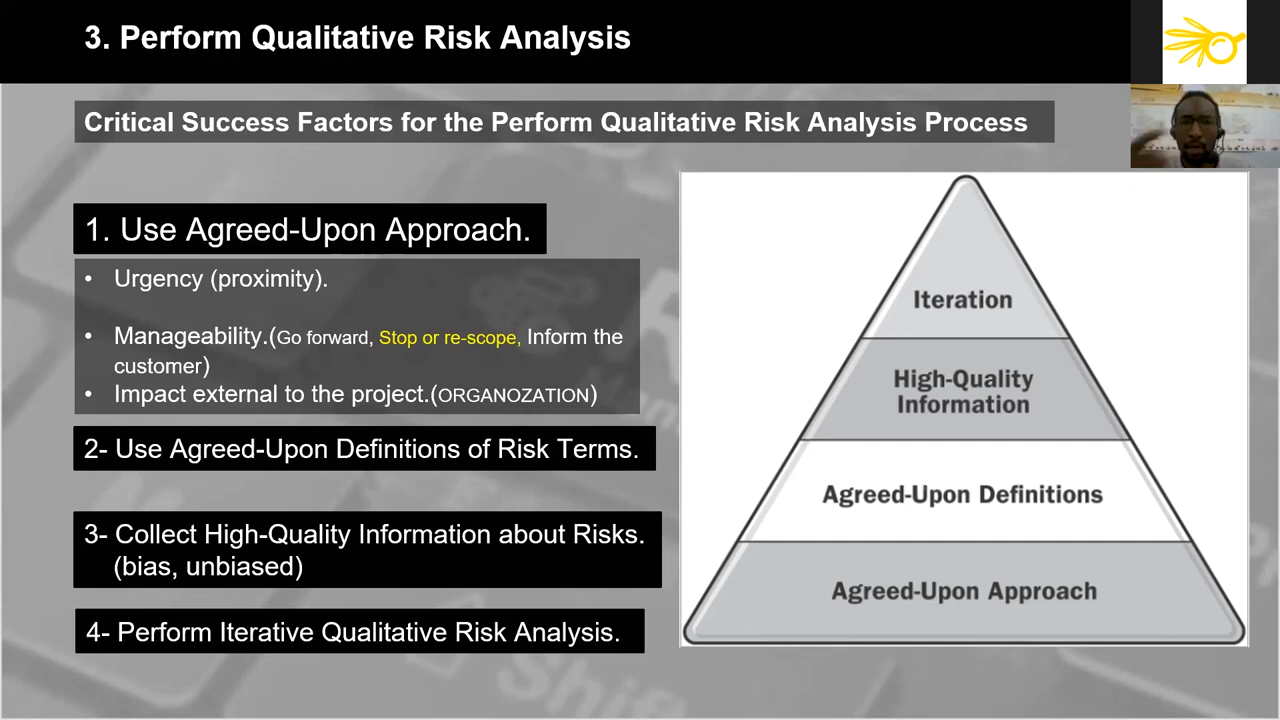 3. Perform Qualitative Risk Analysis
Critical Success Factors for the Perform Qualitative Risk Analysis Process
1. Use Agreed-Upon Approach.
• Urgency (proximity).
• Manageability.(Go forward, Stop or re-scope, Inform the
customer)
• Impact external to the project.(ORGANOZATION)
2- Use Agreed-Upon Definitions of Risk Terms.
3- Collect High-Quality Information about Risks.
(bias, unbiased)
4- Perform Iterative Qualitative Risk Analysis.
Iteration
High-Quality
Information
Agreed-Upon Definitions
Agreed-Upon Approach
Shift